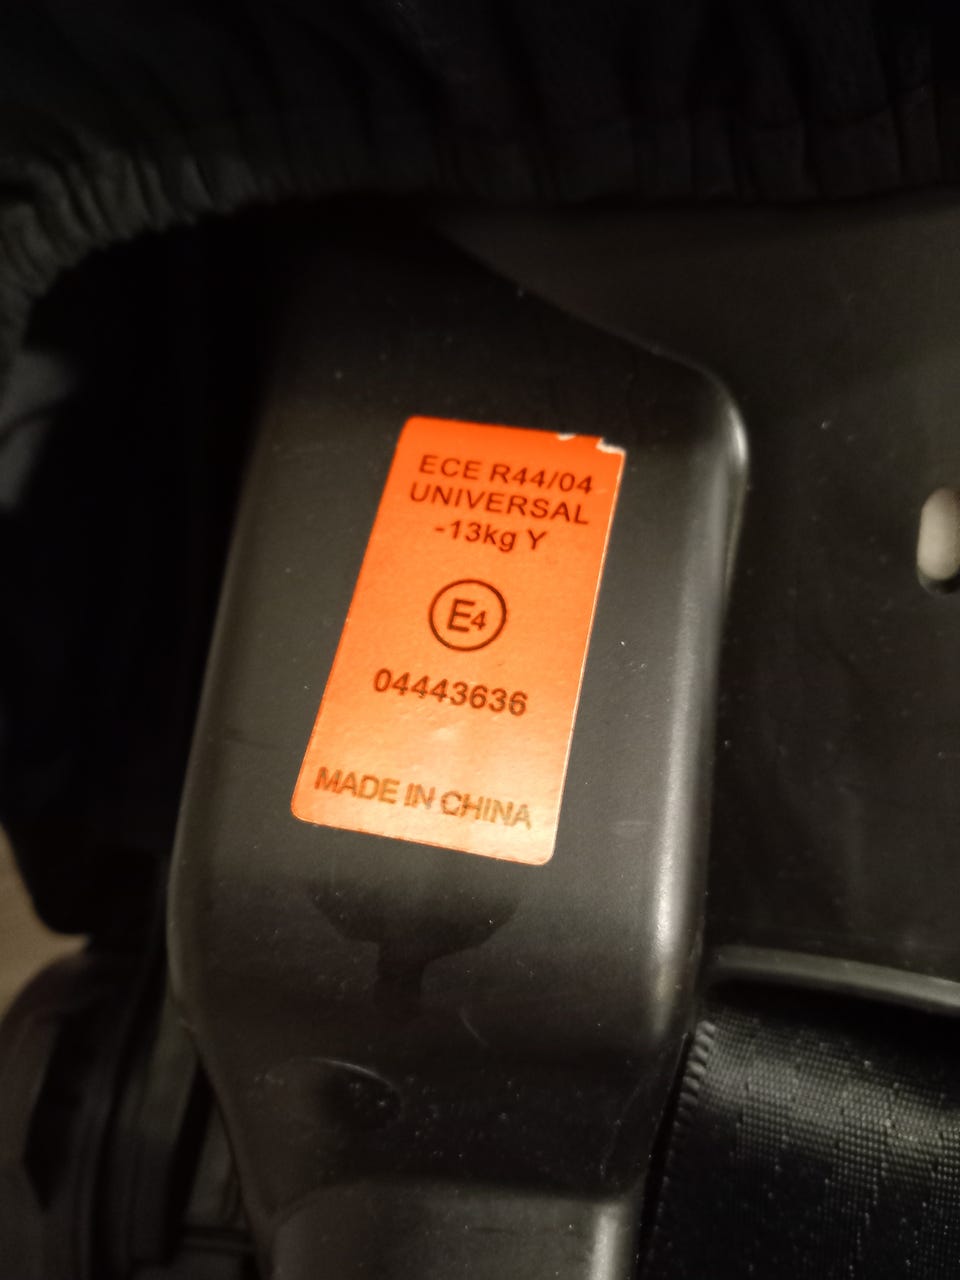 ECE R44/04
UNIVERSAL
-13kg Y
E4
04443636
MADE IN CHINA